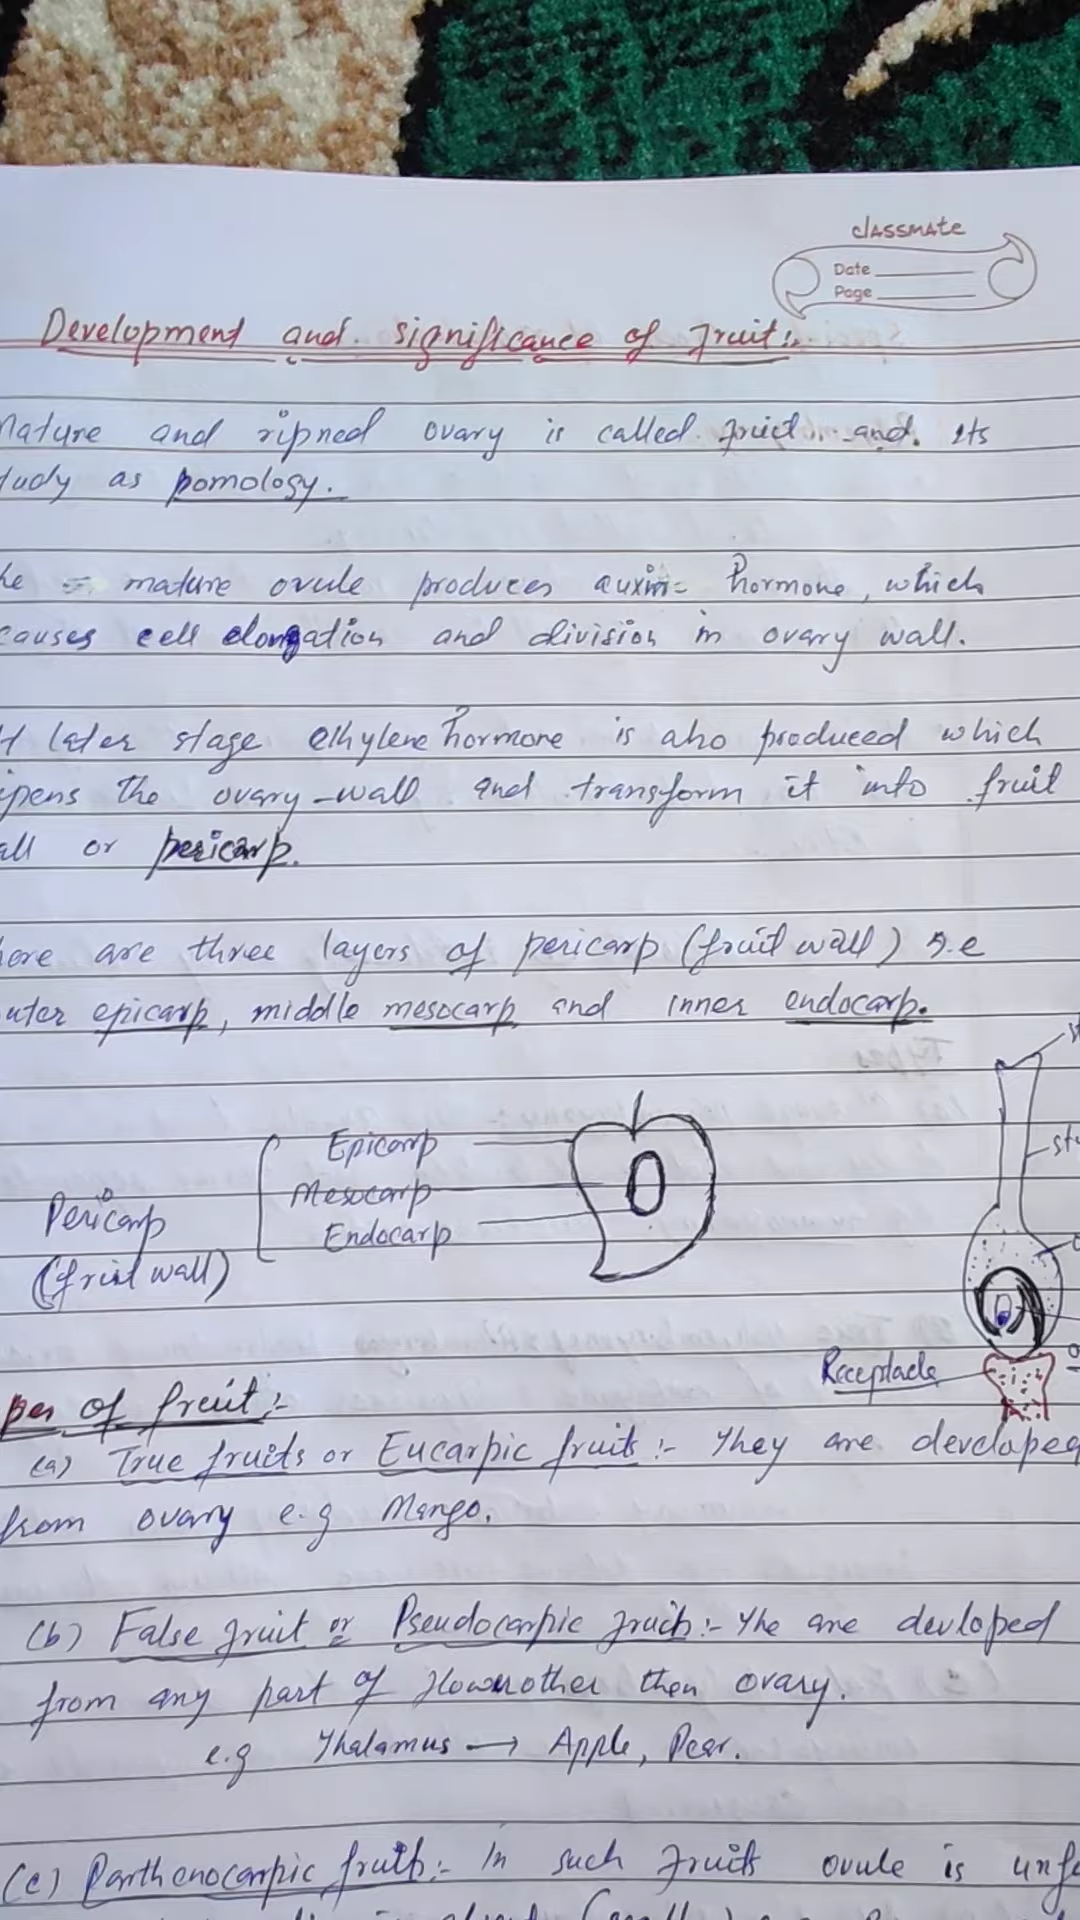 classmate
Date
Page
Development and significance of fruit:-
Mature and ripned ovary is called fruit and its
study as pomology.
he mature ovule produces auxin hormone, which
causes cell elongation and division in ovary wall.
At later stage ethylene hormone is also produced which
ipens the ovary-wall and transform it into fruit
all or pericarp.
here are three layers of pericarp (fruit wall) i.e
uter epicarp, middle mesocarp and inner endocarp.
Epicarp
Mesocarp
Endocarp
Pericarp
(fruit wall)
st
sty
Receptacle
pes of fruit:-
(a) True fruits or Eucarpic fruits:- They are developed
from ovary e.g Mango.
(b) False fruit or Pseudocarpic fruit:- The are devloped
from any part of flower other then ovary.
e.g Thalamus → Apple, Pear.
(c) Parthenocarpic fruits:- In such fruits ovule is unfe